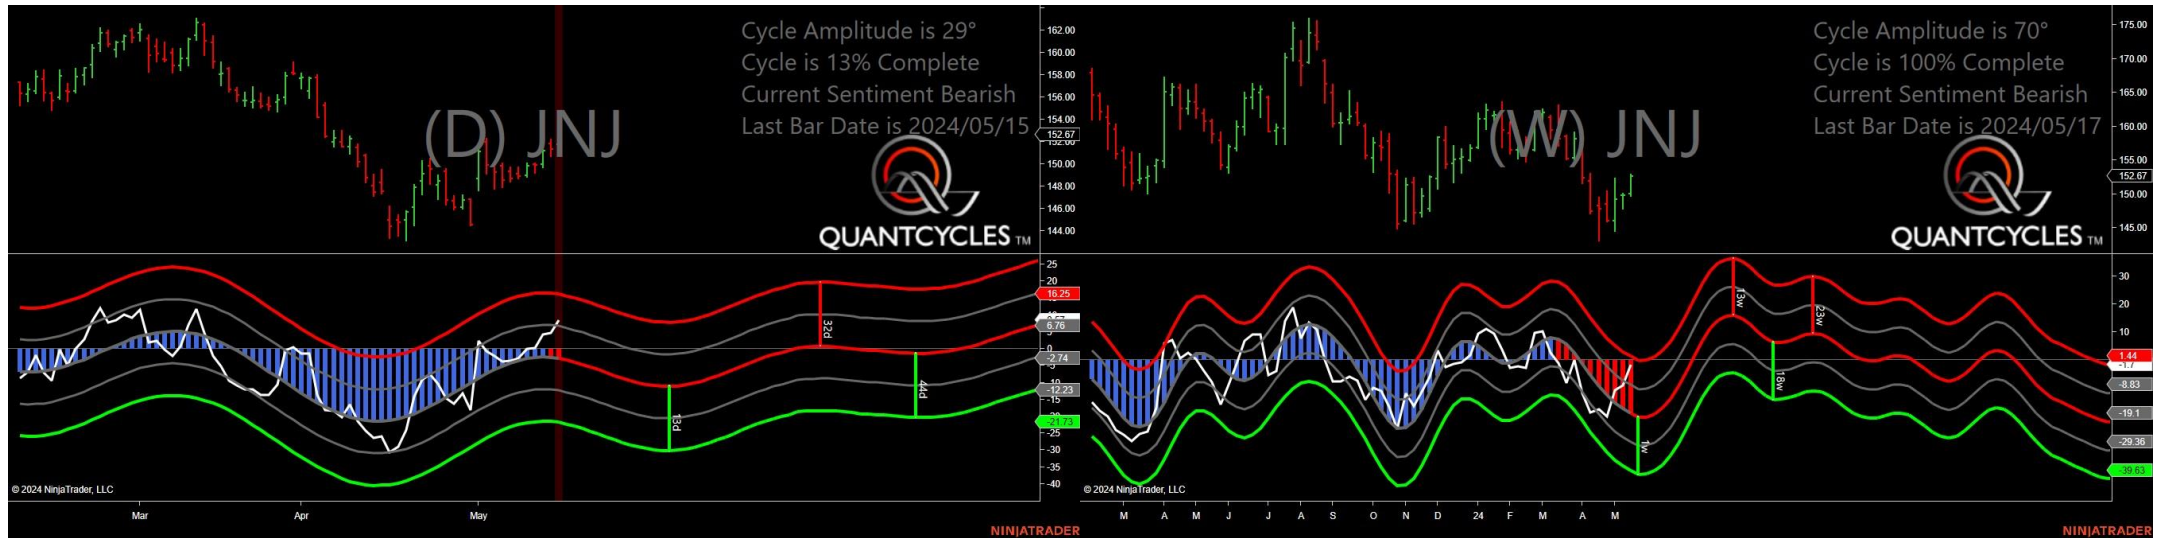 Cycle Amplitude is 29°
Cycle is 13% Complete
Current Sentiment Bearish
Last Bar Date is 2024/05/15
(D) JNJ
QUANTCYCLES TM
162.00
160.00
158.00
156.00
154.00
152.67
152.00
150.00
148.00
146.00
144.00
25
20
16.25
6.76
0
-2.74
-12.23
-15
-21.73
-25
-30
-35
-40
13d
32d
44d
© 2024 NinjaTrader, LLC
Mar
Apr
May
NINJATRADER
Cycle Amplitude is 70°
Cycle is 100% Complete
Current Sentiment Bearish
Last Bar Date is 2024/05/17
(W) JNJ
QUANTCYCLES TM
175.00
170.00
165.00
160.00
155.00
152.67
150.00
145.00
30
20
10
1.44
-1.7
-8.83
-19.1
-29.36
-39.63
1w
13w
18w
23w
© 2024 NinjaTrader, LLC
M A M J J A S O N D 24 F M A M
NINJATRADER